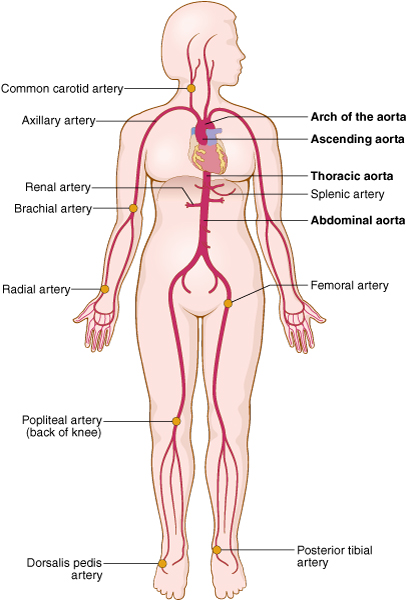 Common carotid artery
Axillary artery
Arch of the aorta
Ascending aorta
Thoracic aorta
Renal artery
Splenic artery
Brachial artery
Abdominal aorta
Radial artery
Femoral artery
Popliteal artery
(back of knee)
Posterior tibial
artery
Dorsalis pedis
artery